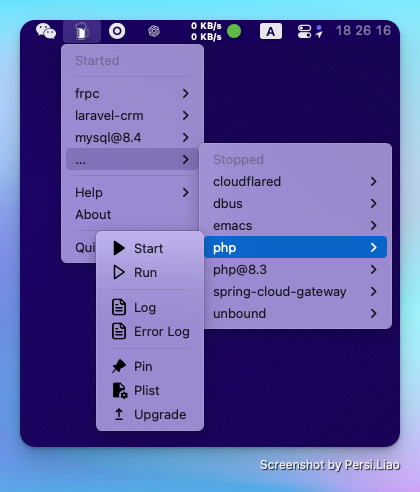 0 KB/s
0 KB/s
A
18 26 16
Started
frpc
laravel-crm
mysql@8.4
...
Help
About
Qui
Stopped
cloudflared
dbus
emacs
php
php@8.3
spring-cloud-gateway
unbound
Start
Run
Log
Error Log
Pin
Plist
Upgrade
Screenshot by Persi.Liao